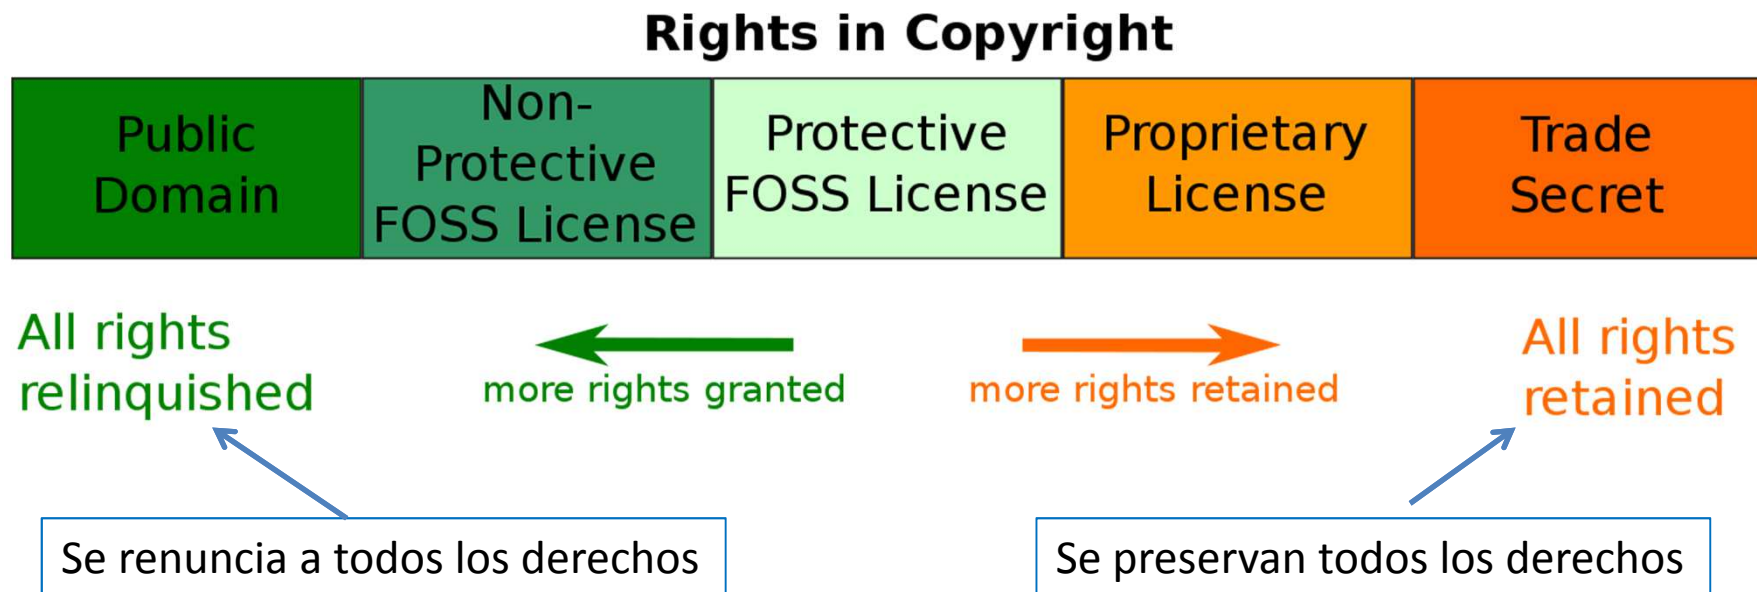 Rights in Copyright
Public
Domain
Non-
Protective
FOSS License
Protective
FOSS License
Proprietary
License
Trade
Secret
All rights
relinquished
more rights granted
more rights retained
All rights
retained
Se renuncia a todos los derechos
Se preservan todos los derechos